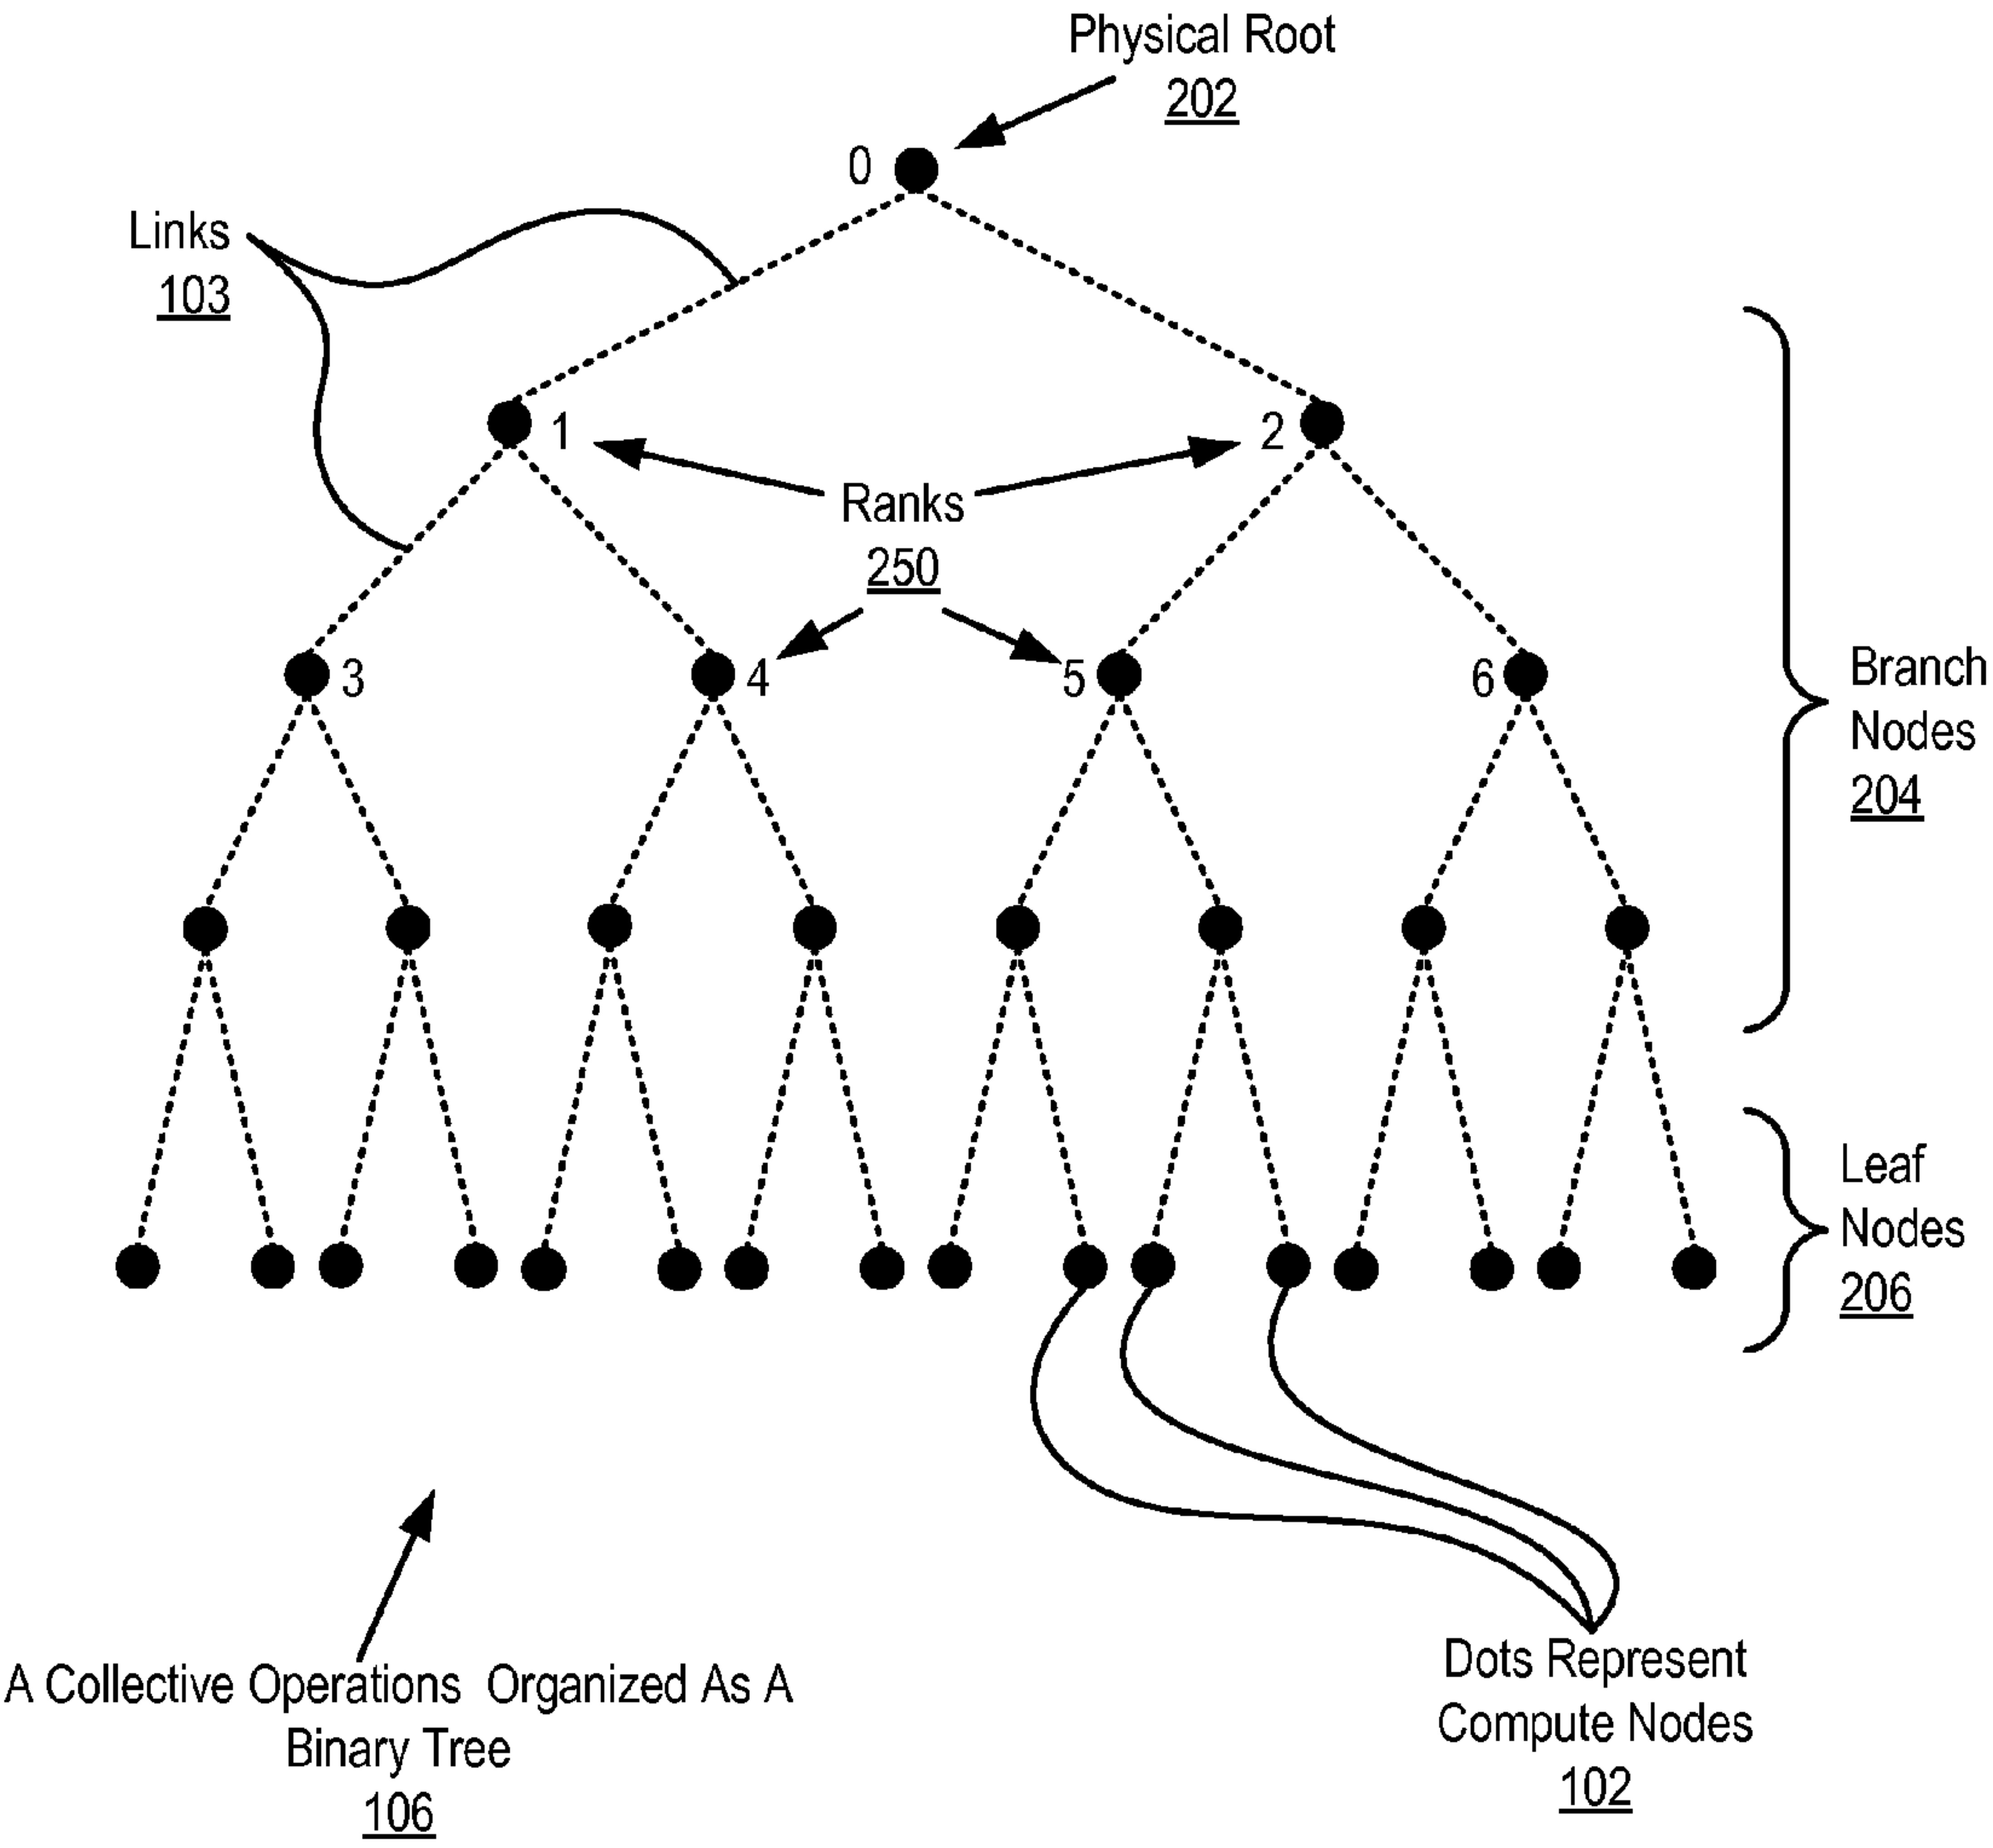 Physical Root
202
0
Links
103
1
2
Ranks
250
3
4
5
6
Branch
Nodes
204
Leaf
Nodes
206
A Collective Operations Organized As A
Binary Tree
106
Dots Represent
Compute Nodes
102